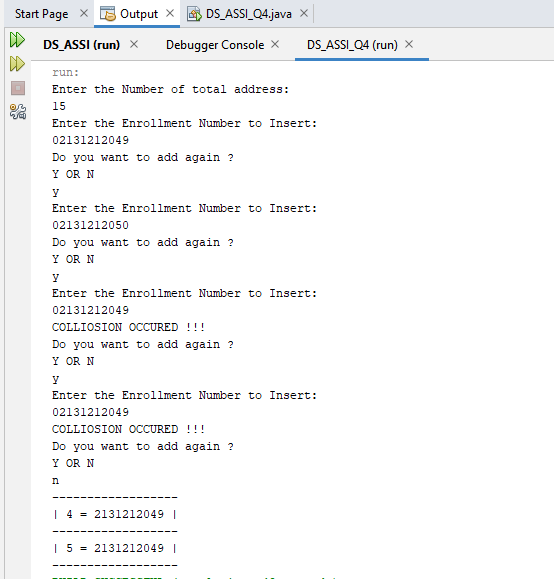 Start Page × Output × DS_ASSI_Q4.java ×
DS_ASSI (run) × Debugger Console × DS_ASSI_Q4 (run) ×
run:
Enter the Number of total address:
15
Enter the Enrollment Number to Insert:
02131212049
Do you want to add again ?
Y OR N
y
Enter the Enrollment Number to Insert:
02131212050
Do you want to add again ?
Y OR N
y
Enter the Enrollment Number to Insert:
02131212049
COLLIOSION OCCURED !!!
Do you want to add again ?
Y OR N
y
Enter the Enrollment Number to Insert:
02131212049
COLLIOSION OCCURED !!!
Do you want to add again ?
Y OR N
n
------------------
| 4 = 2131212049 |
------------------
| 5 = 2131212049 |
------------------